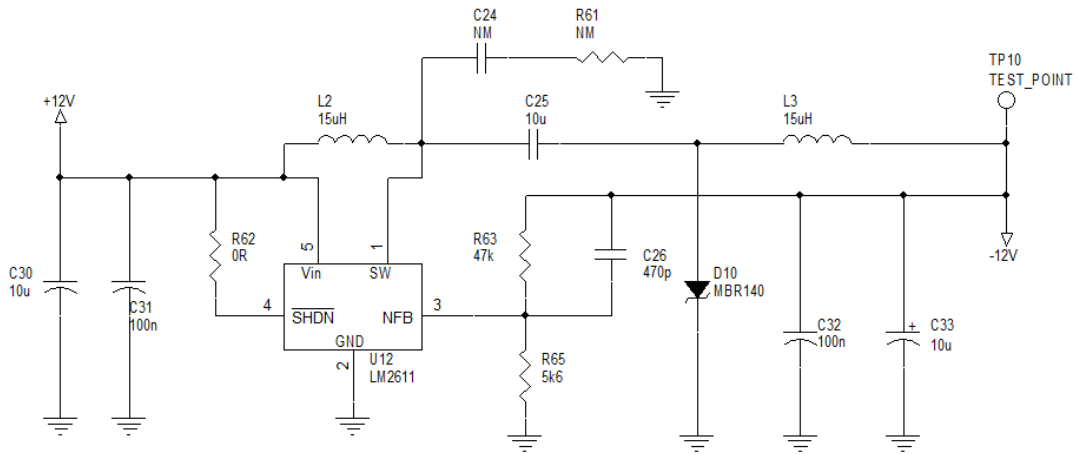 C24
NM
R61
NM
TP10
TEST_POINT
+12V
L2
15uH
C25
10u
L3
15uH
R62
0R
5
1
R63
47k
C26
470p
-12V
C30
10u
C31
100n
Vin
SW
D10
MBR140
4
SHDN
NFB
3
GND
2
U12
LM2611
R65
5k6
C32
100n
+
C33
10u